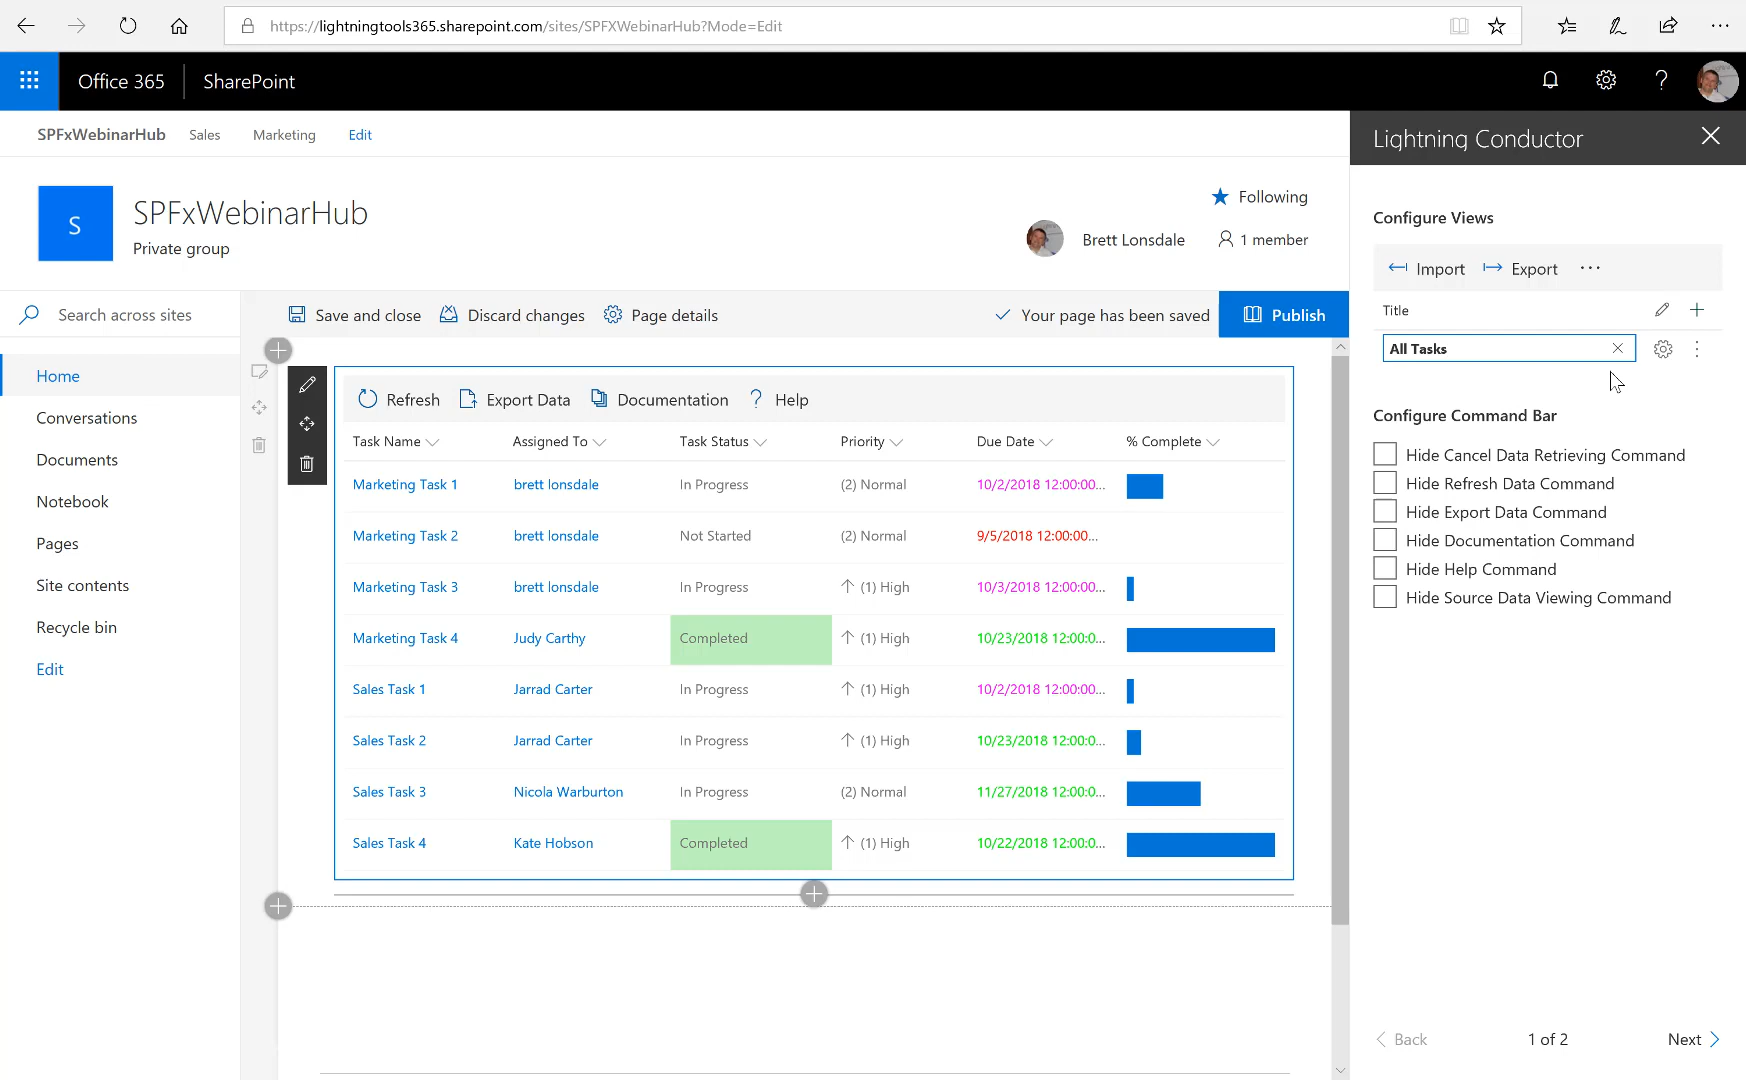 https://lightningtools365.sharepoint.com/sites/SPFXWebinarHub?Mode=Edit
Office 365 SharePoint
SPFxWebinarHub Sales Marketing Edit
S
SPFxWebinarHub
Private group
Following
Brett Lonsdale 1 member
Search across sites
Save and close Discard changes Page details Your page has been saved Publish
Home
Conversations
Documents
Notebook
Pages
Site contents
Recycle bin
Edit
Refresh Export Data Documentation ? Help
Task Name Assigned To Task Status Priority Due Date % Complete
Marketing Task 1 brett lonsdale In Progress (2) Normal 10/2/2018 12:00:00...
Marketing Task 2 brett lonsdale Not Started (2) Normal 9/5/2018 12:00:00...
Marketing Task 3 brett lonsdale In Progress (1) High 10/3/2018 12:00:00...
Marketing Task 4 Judy Carthy Completed (1) High 10/23/2018 12:00:0...
Sales Task 1 Jarrad Carter In Progress (1) High 10/2/2018 12:00:00...
Sales Task 2 Jarrad Carter In Progress (1) High 10/23/2018 12:00:0...
Sales Task 3 Nicola Warburton In Progress (2) Normal 11/27/2018 12:00:0...
Sales Task 4 Kate Hobson Completed (1) High 10/22/2018 12:00:0...
Lightning Conductor
Configure Views
Import Export ...
Title
All Tasks
Configure Command Bar
Hide Cancel Data Retrieving Command
Hide Refresh Data Command
Hide Export Data Command
Hide Documentation Command
Hide Help Command
Hide Source Data Viewing Command
Back 1 of 2 Next